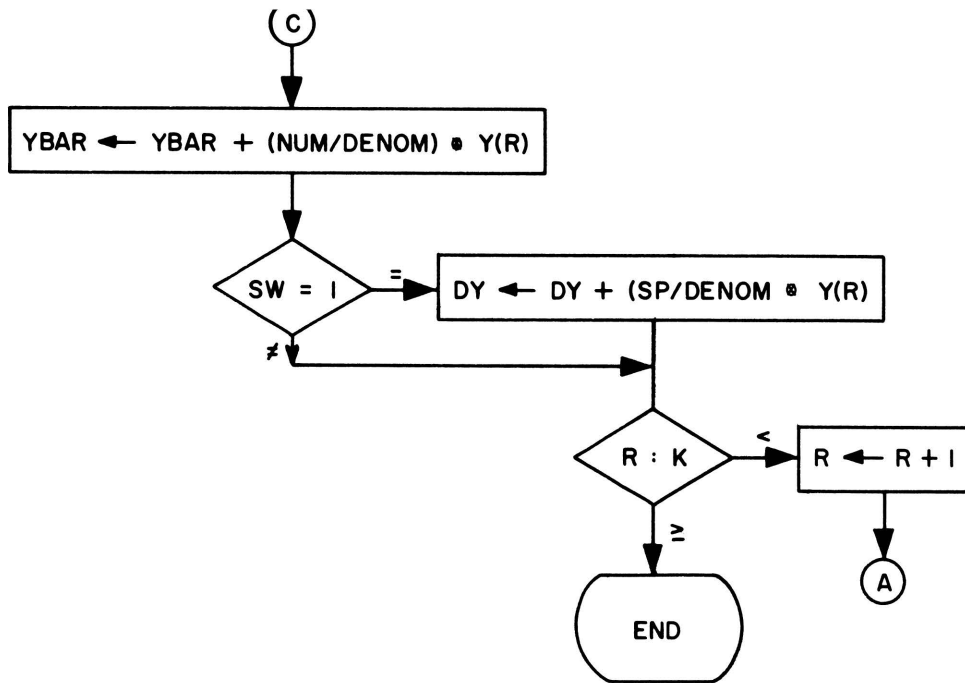 C
YBAR ← YBAR + (NUM/DENOM) * Y(R)
SW = 1
=
DY ← DY + (SP/DENOM * Y(R)
≠
R : K
<
R ← R + 1
≥
A
END